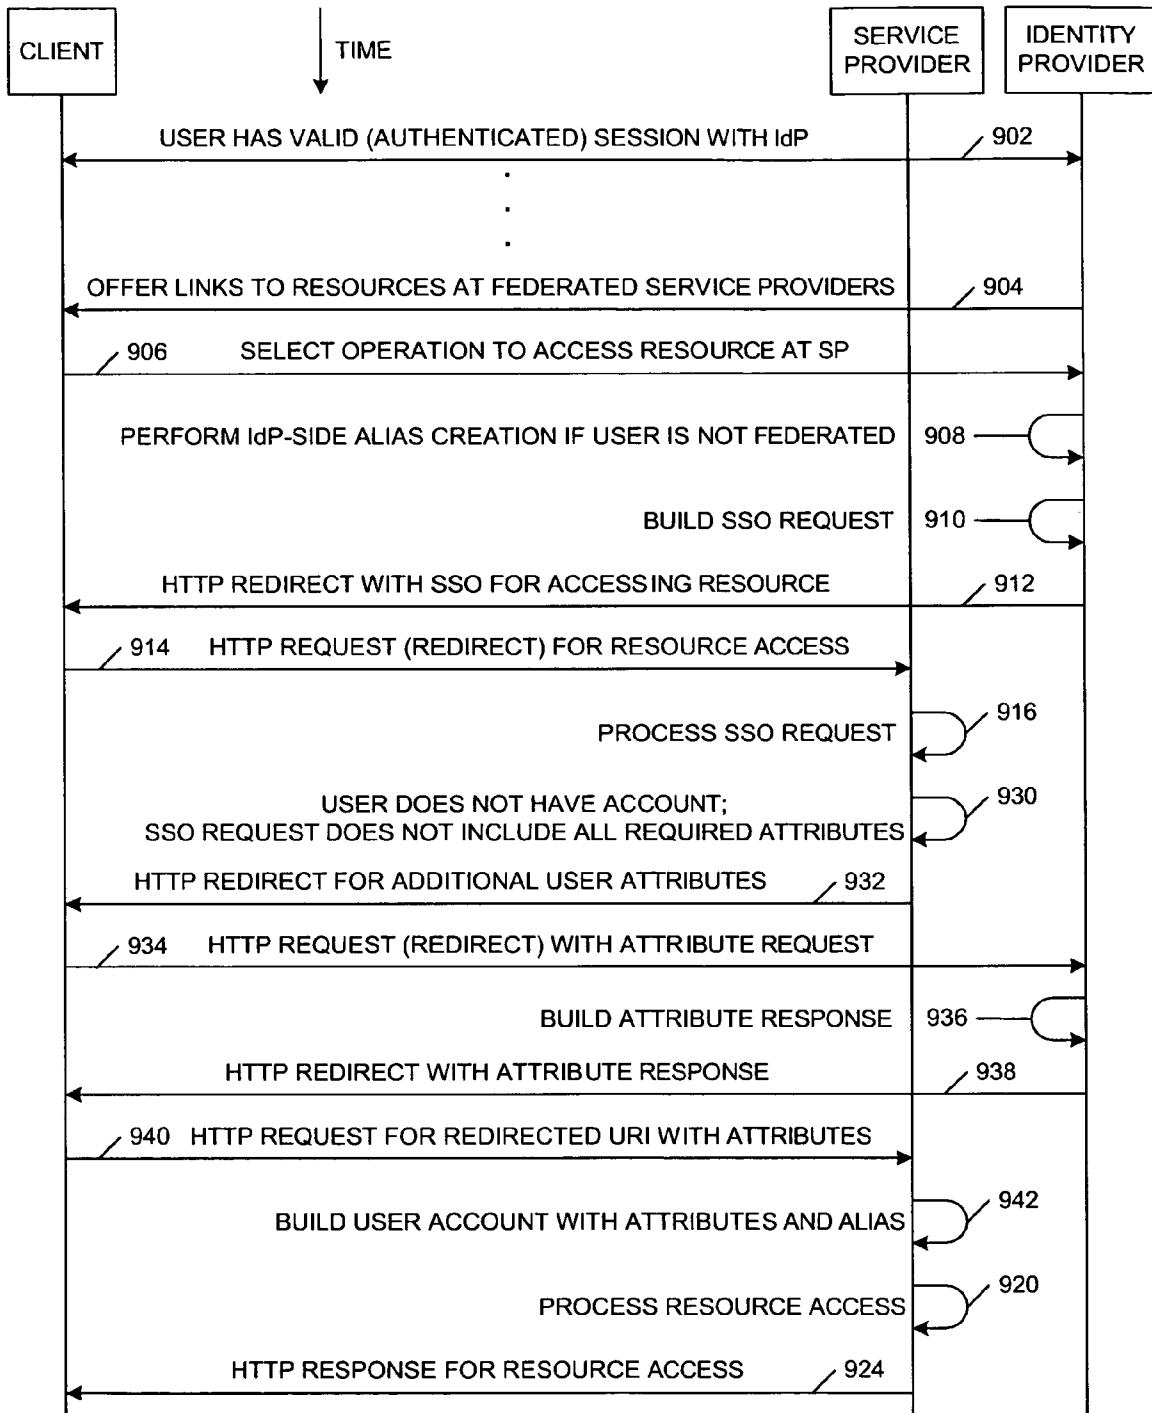 CLIENT
TIME
SERVICE
PROVIDER
IDENTITY
PROVIDER
USER HAS VALID (AUTHENTICATED) SESSION WITH IdP
902
OFFER LINKS TO RESOURCES AT FEDERATED SERVICE PROVIDERS
904
906 SELECT OPERATION TO ACCESS RESOURCE AT SP
PERFORM IdP-SIDE ALIAS CREATION IF USER IS NOT FEDERATED
908
BUILD SSO REQUEST
910
HTTP REDIRECT WITH SSO FOR ACCESSING RESOURCE
912
914 HTTP REQUEST (REDIRECT) FOR RESOURCE ACCESS
PROCESS SSO REQUEST
916
USER DOES NOT HAVE ACCOUNT;
SSO REQUEST DOES NOT INCLUDE ALL REQUIRED ATTRIBUTES
930
HTTP REDIRECT FOR ADDITIONAL USER ATTRIBUTES
932
934 HTTP REQUEST (REDIRECT) WITH ATTRIBUTE REQUEST
BUILD ATTRIBUTE RESPONSE
936
HTTP REDIRECT WITH ATTRIBUTE RESPONSE
938
940 HTTP REQUEST FOR REDIRECTED URI WITH ATTRIBUTES
BUILD USER ACCOUNT WITH ATTRIBUTES AND ALIAS
942
PROCESS RESOURCE ACCESS
920
HTTP RESPONSE FOR RESOURCE ACCESS
924